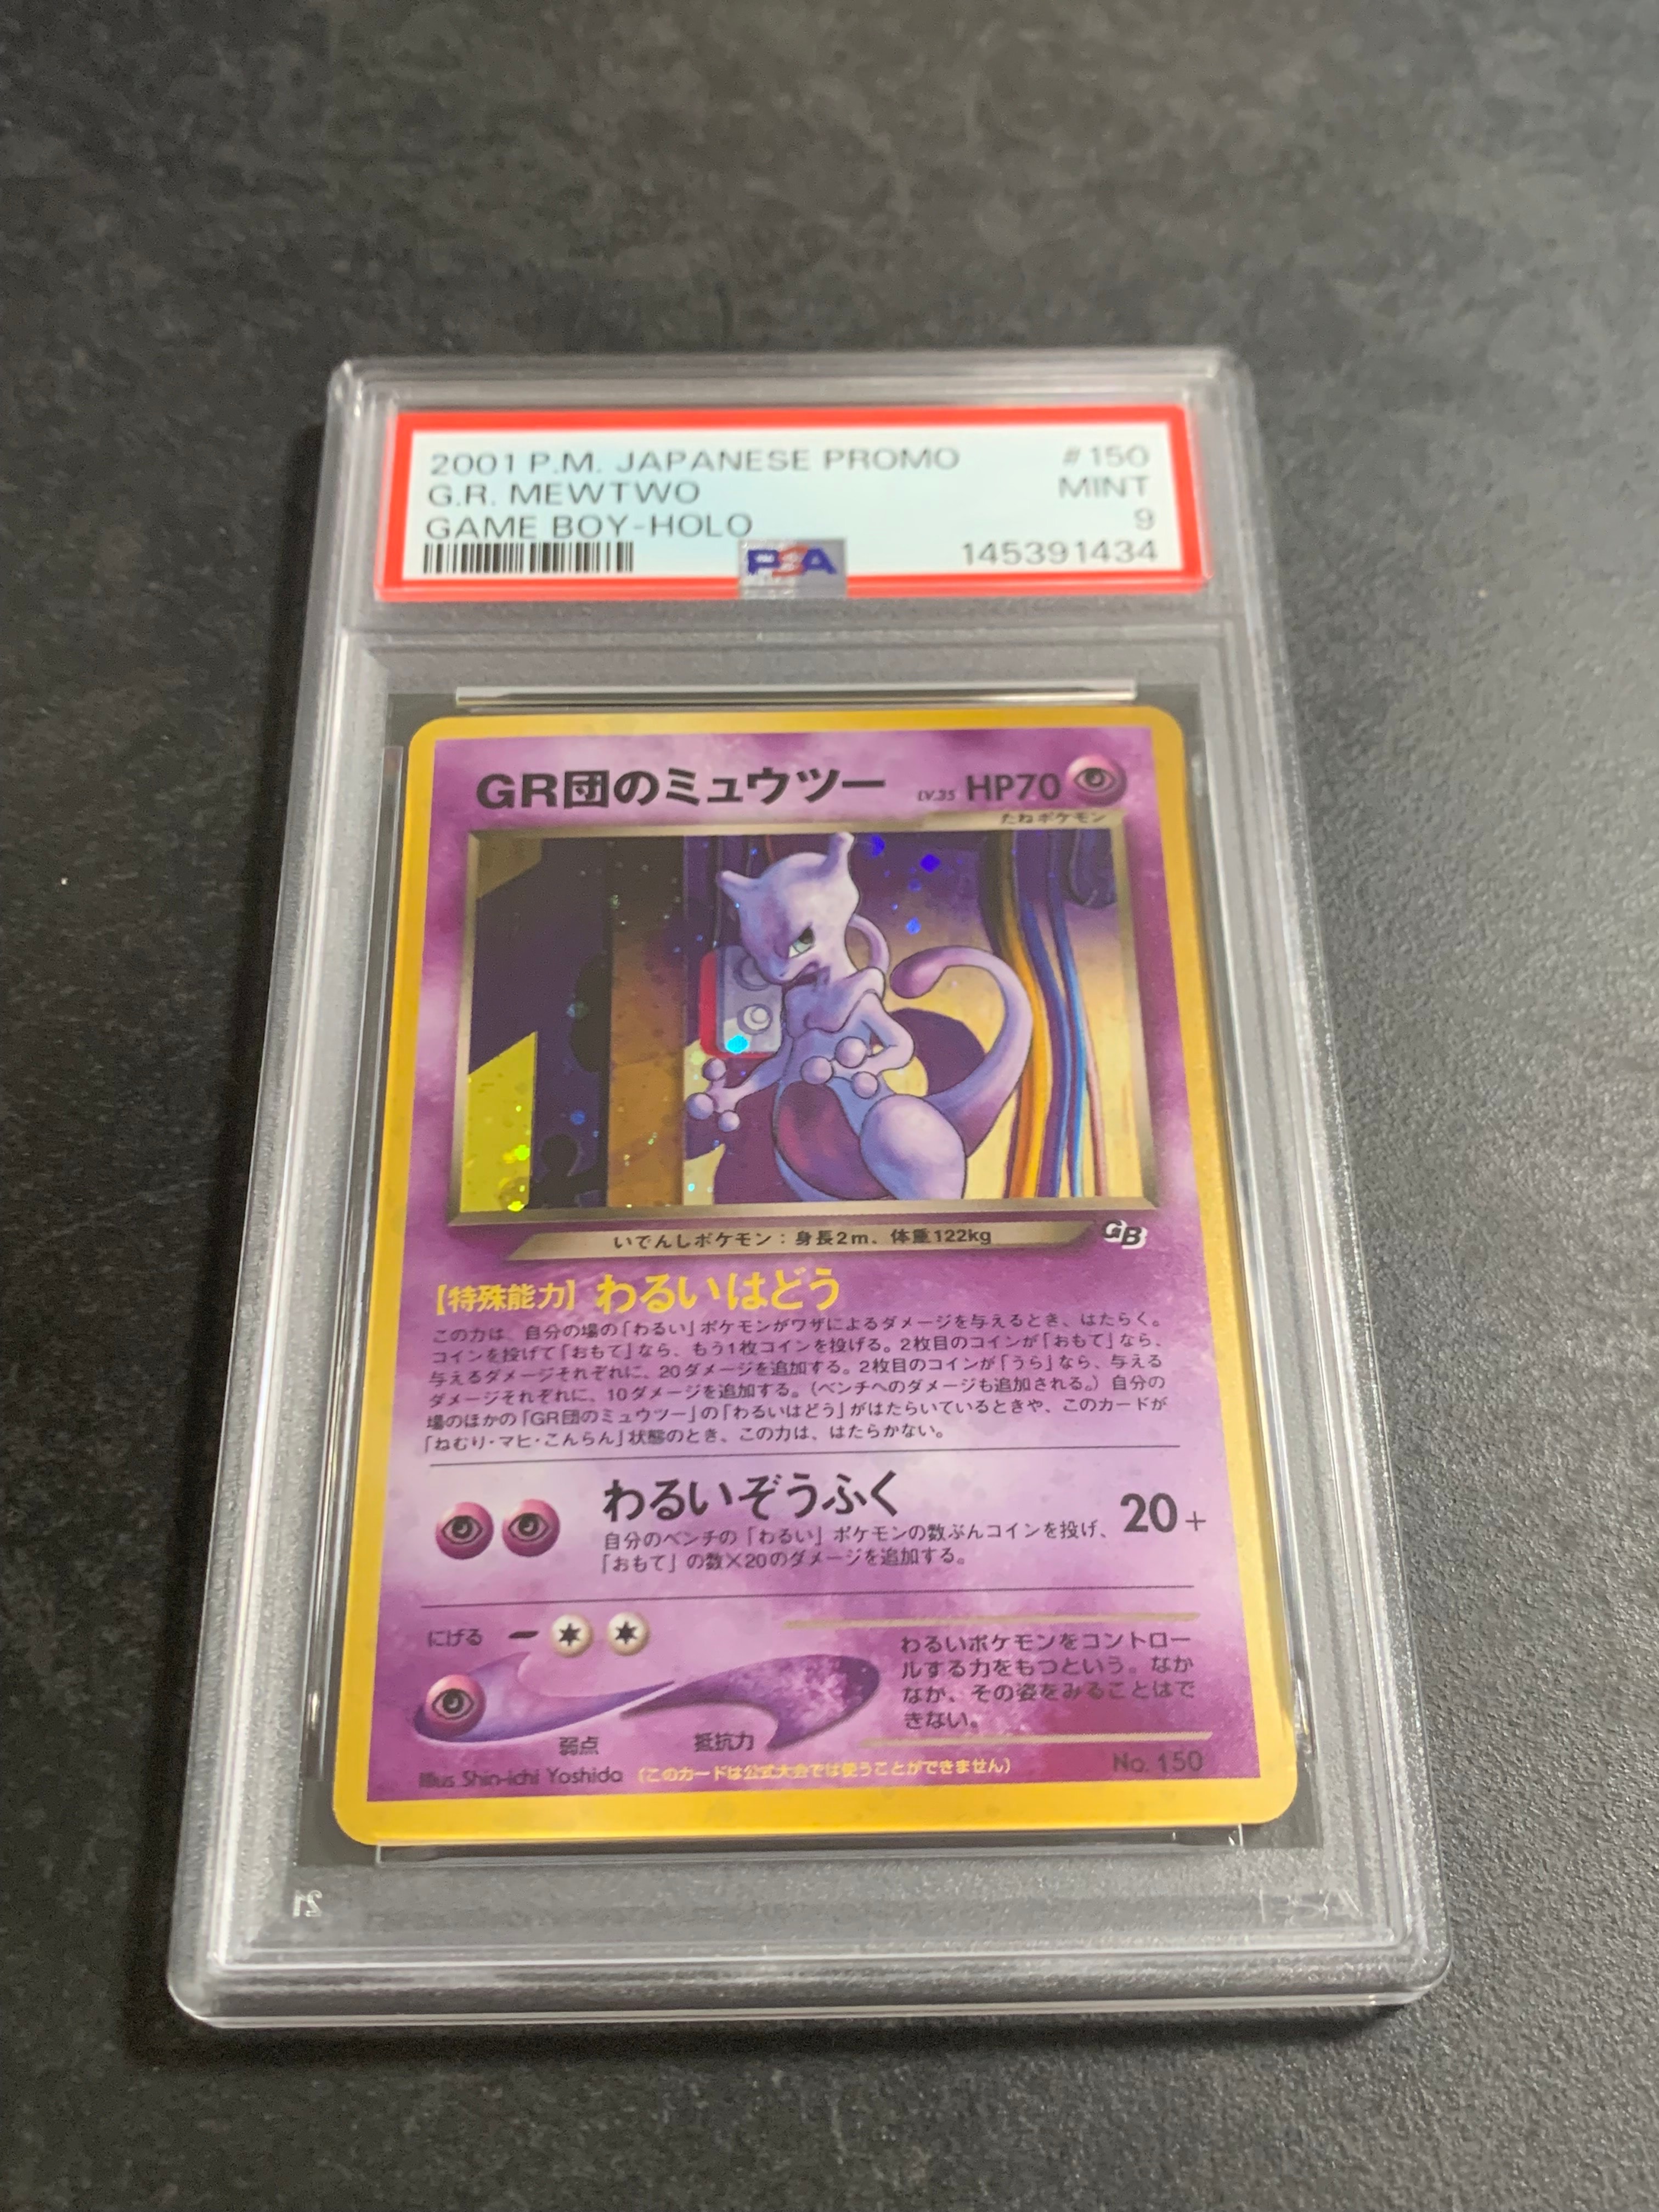 2001 P.M. JAPANESE PROMO #150
G.R. MEWTWO MINT
GAME BOY-HOLO 9
PSA 145391434
GR団のミュウツー LV.35 HP70
たねポケモン
いでんしポケモン：身長2m、体重122kg
GB
【特殊能力】わるいはどう
この力は、自分の場の「わるい」ポケモンがワザによるダメージを与えるとき、はたらく。
コインを投げて「おもて」なら、もう1枚コインを投げる。2枚目のコインが「おもて」なら、
与えるダメージそれぞれに、20ダメージを追加する。2枚目のコインが「うら」なら、与える
ダメージそれぞれに、10ダメージを追加する。（ベンチへのダメージも追加される。）自分の
場のほかの「GR団のミュウツー」の「わるいはどう」がはたらいているときや、このカードが
「ねむり・マヒ・こんらん」状態のとき、この力は、はたらかない。
わるいぞうふく 20+
自分のベンチの「わるい」ポケモンの数ぶんコインを投げ、
「おもて」の数×20のダメージを追加する。
にげる
弱点 抵抗力
わるいポケモンをコントロー
ルする力をもつという。なか
なか、その姿をみることはで
きない。
Illus. Shin-ichi Yoshida （このカードは公式大会では使うことができません） No. 150